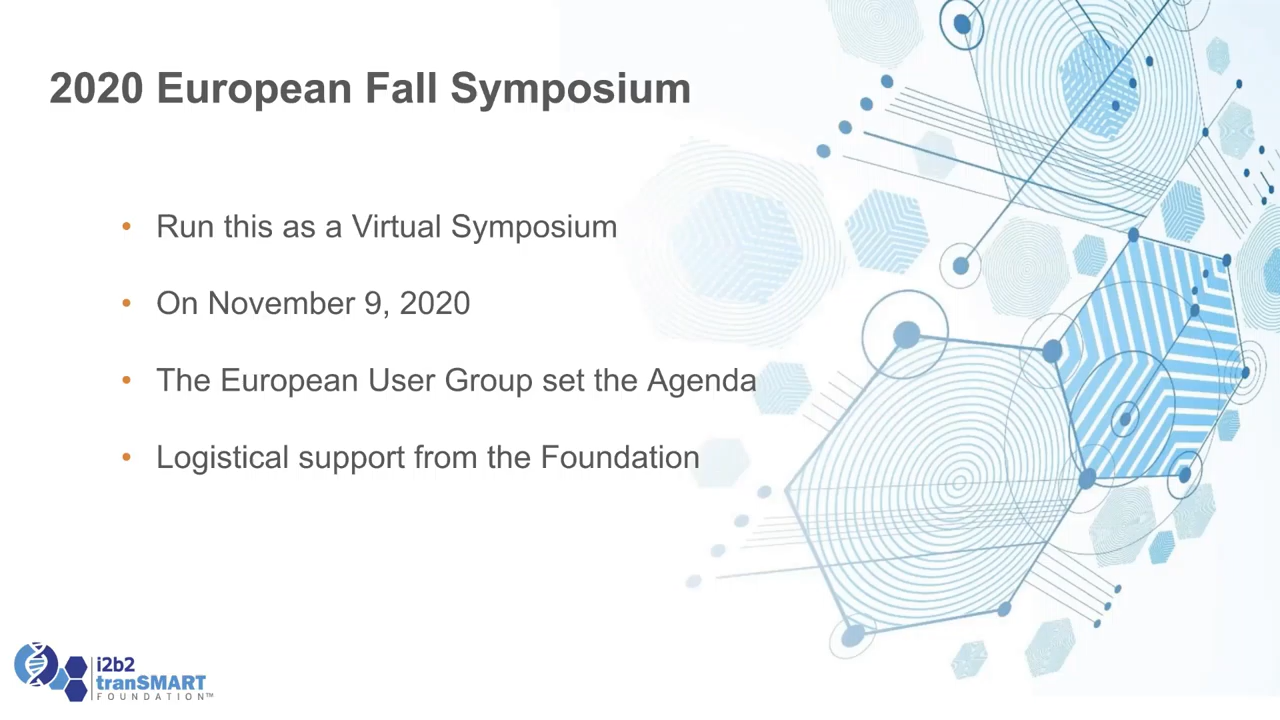 2020 European Fall Symposium
• Run this as a Virtual Symposium
• On November 9, 2020
• The European User Group set the Agenda
• Logistical support from the Foundation
i2b2
tranSMART
FOUNDATION™